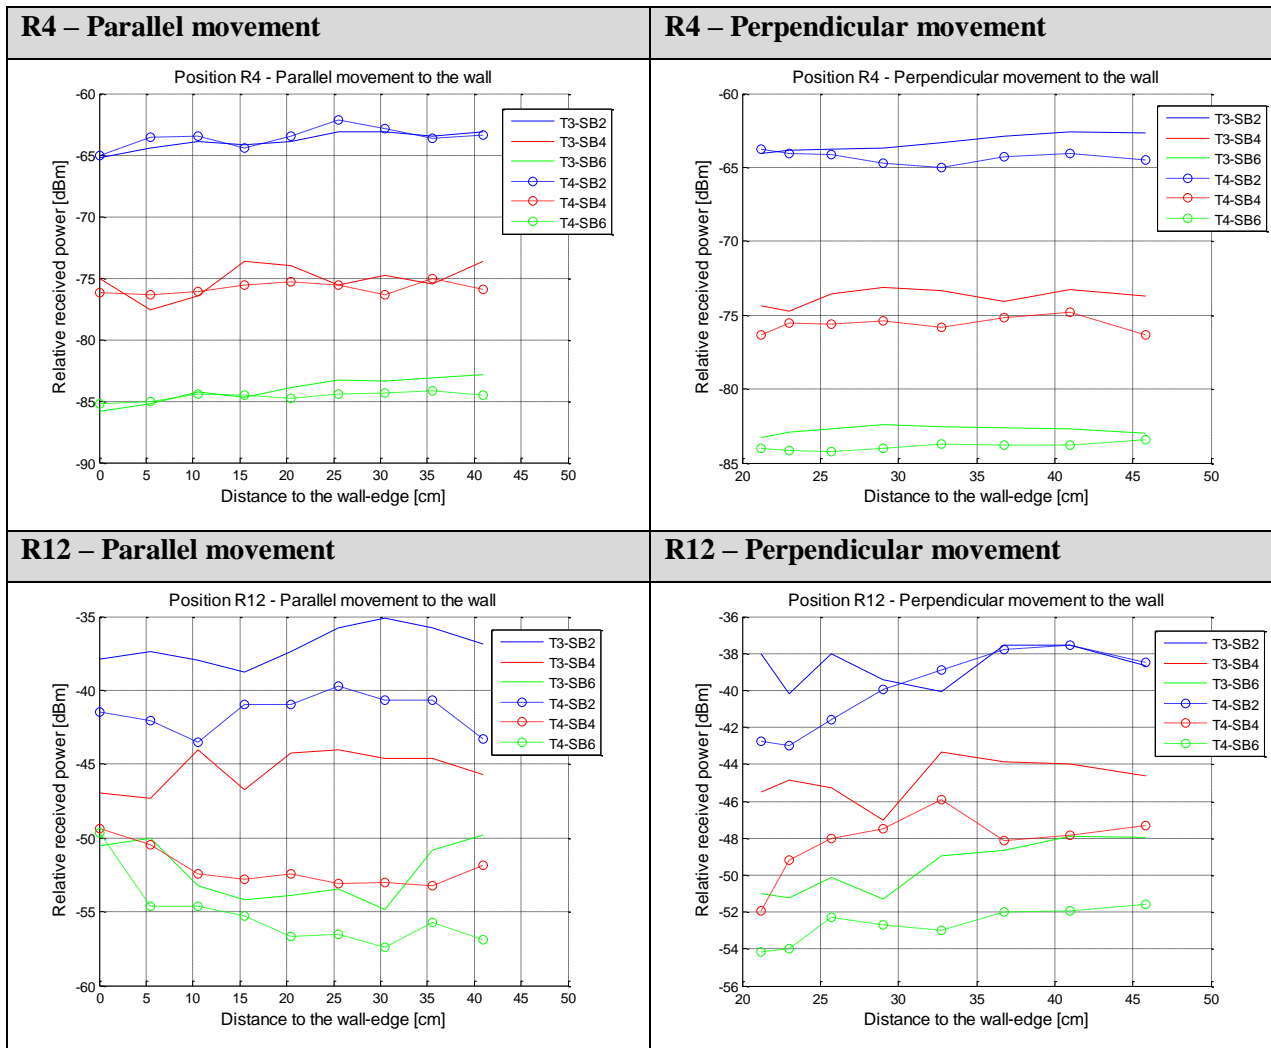 R4 – Parallel movement
R4 – Perpendicular movement
Position R4 - Parallel movement to the wall
-60
-65
-70
-75
-80
-85
-90
0 5 10 15 20 25 30 35 40 45 50
Relative received power [dBm]
Distance to the wall-edge [cm]
T3-SB2
T3-SB4
T3-SB6
T4-SB2
T4-SB4
T4-SB6
Position R4 - Perpendicular movement to the wall
-60
-65
-70
-75
-80
-85
20 25 30 35 40 45 50
Relative received power [dBm]
Distance to the wall-edge [cm]
T3-SB2
T3-SB4
T3-SB6
T4-SB2
T4-SB4
T4-SB6
R12 – Parallel movement
R12 – Perpendicular movement
Position R12 - Parallel movement to the wall
-35
-40
-45
-50
-55
-60
0 5 10 15 20 25 30 35 40 45 50
Relative received power [dBm]
Distance to the wall-edge [cm]
T3-SB2
T3-SB4
T3-SB6
T4-SB2
T4-SB4
T4-SB6
Position R12 - Perpendicular movement to the wall
-36
-38
-40
-42
-44
-46
-48
-50
-52
-54
-56
20 25 30 35 40 45 50
Relative received power [dBm]
Distance to the wall-edge [cm]
T3-SB2
T3-SB4
T3-SB6
T4-SB2
T4-SB4
T4-SB6